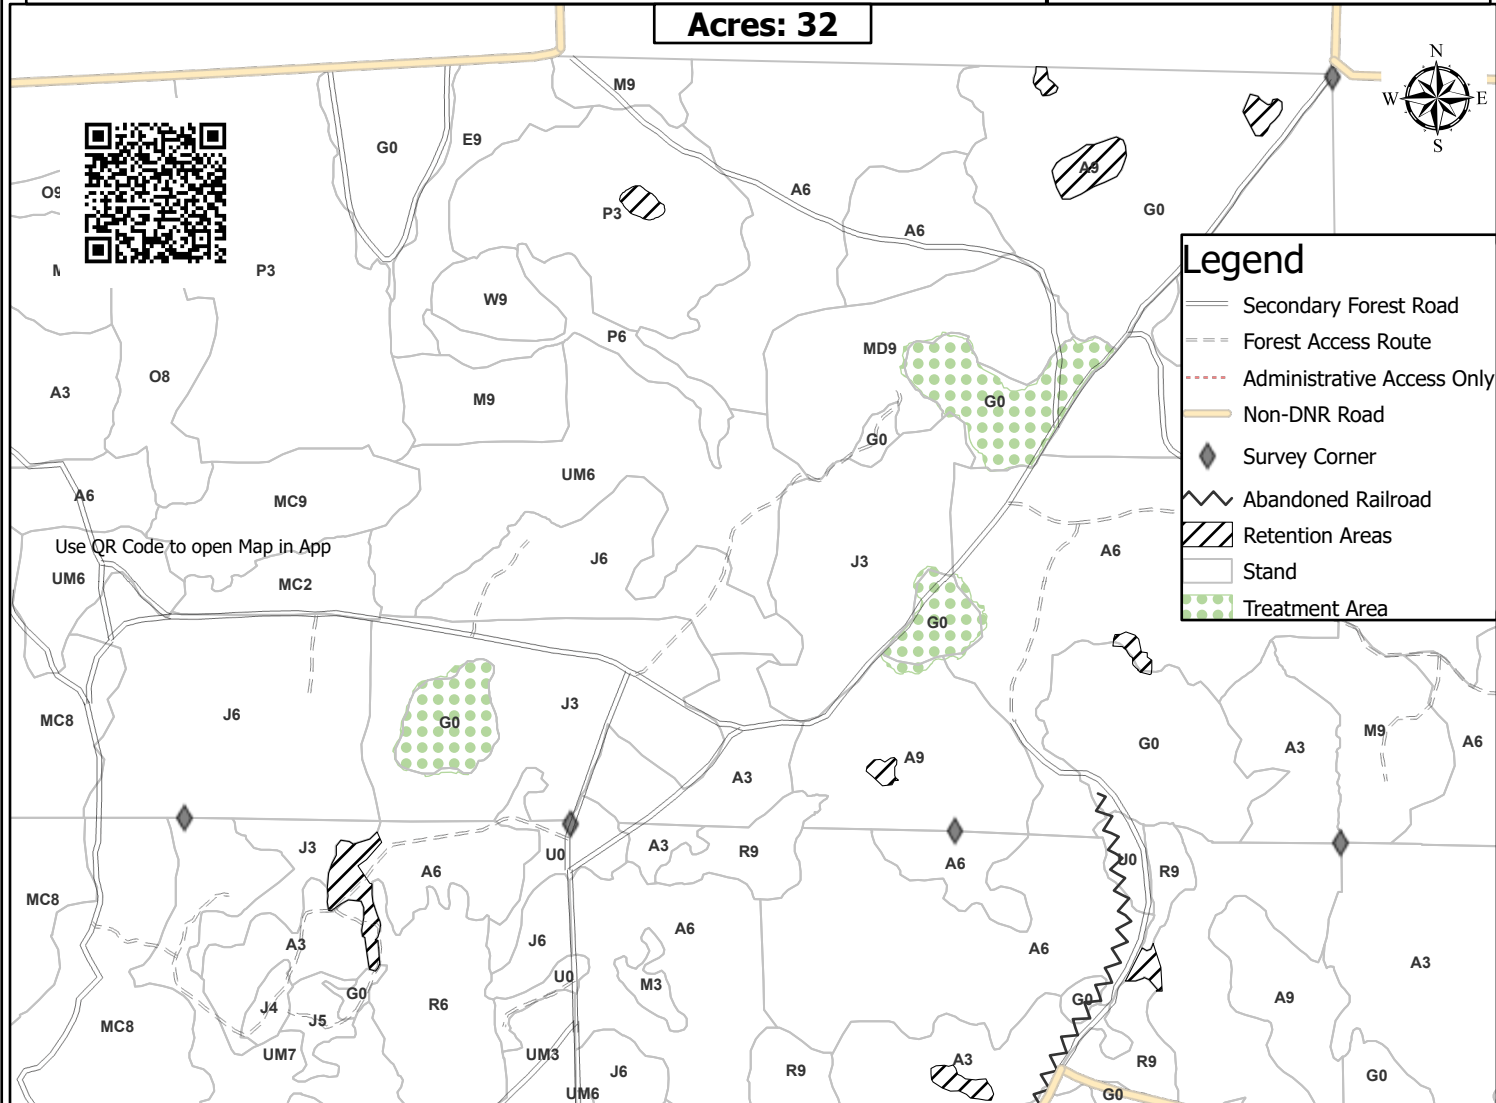 Acres: 32
N
W E
S
M9
G0
E9
A9
O9
A6
P3
G0
A6
Legend
P3
W9
Secondary Forest Road
P6
MD9
Forest Access Route
O8
A3
Administrative Access Only
M9
G0
Non-DNR Road
G0
Survey Corner
UM6
A6
MC9
Abandoned Railroad
Retention Areas
Use QR Code to open Map in App
J6
J3
A6
UM6
MC2
Stand
Treatment Area
G0
J3
MC8
J6
G0
M9
A6
G0
A3
A9
A3
J3
U0
A3
R9
A6
U0
R9
A6
MC8
A6
J6
A3
A6
A3
U0
M3
G0
G0
A9
J4
J5
R6
MC8
UM7
UM3
A3
R9
J6
R9
G0
UM6
G0